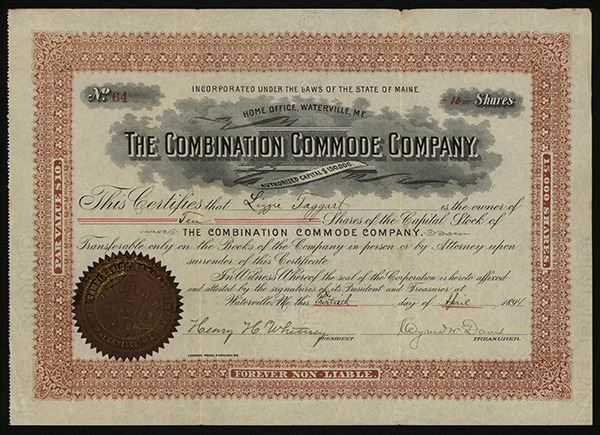 No. 64
INCORPORATED UNDER THE LAWS OF THE STATE OF MAINE
10 Shares
HOME OFFICE, WATERVILLE, ME.
THE COMBINATION COMMODE COMPANY.
AUTHORIZED CAPITAL $150,000.
PAR VALUE $10.
15,000 SHARES.
This Certifies that Lizzie Taggart is the owner of
Ten Shares of the Capital Stock of
THE COMBINATION COMMODE COMPANY.
Transferable only on the Books of the Company in person or by Attorney upon
surrender of this Certificate.
In Witness Whereof the seal of the Corporation is hereto affixed
and attested by the signatures of its President and Treasurer at
Waterville Me. this day of April 1894
Henry H Whitney
PRESIDENT.
TREASURER.
FOREVER NON-LIABLE.